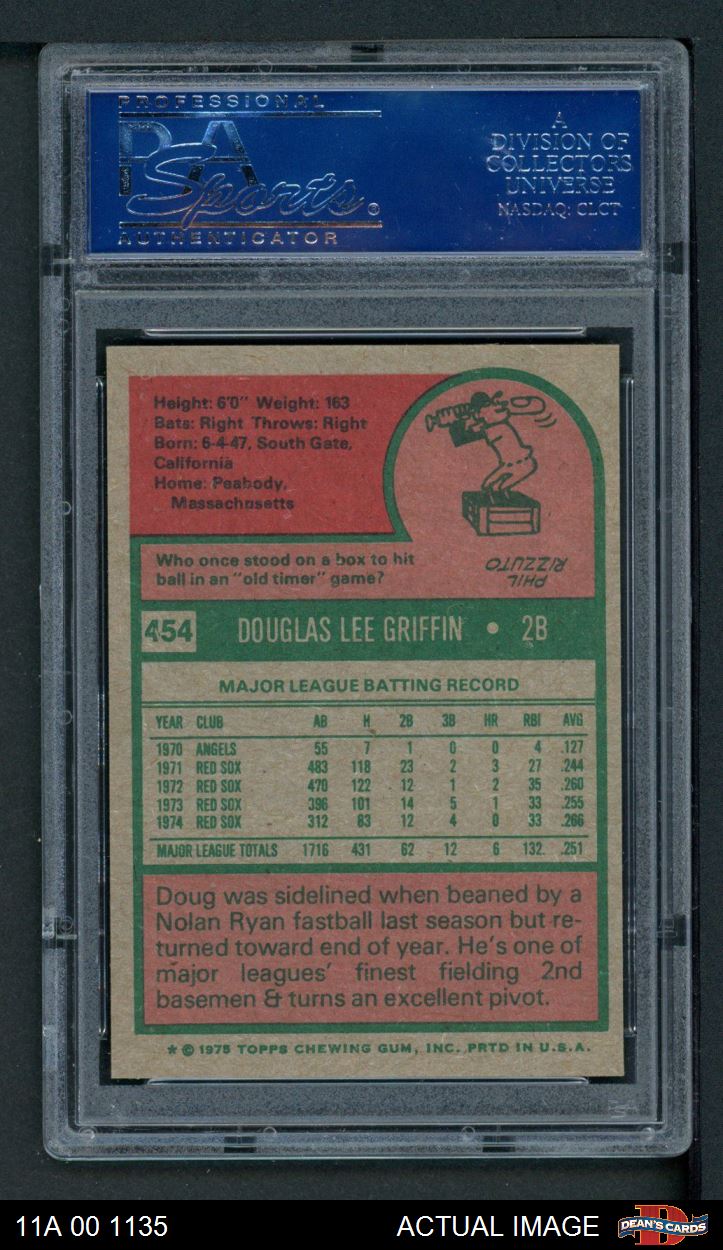 PROFESSIONAL
PSA
Sports®
AUTHENTICATOR
A
DIVISION OF
COLLECTORS
UNIVERSE
NASDAQ: CLCT
Height: 6'0" Weight: 163
Bats: Right Throws: Right
Born: 6-4-47, South Gate,
California
Home: Peabody,
Massachusetts
Who once stood on a box to hit
ball in an "old timer" game?
PHIL
RIZZUTO
454 DOUGLAS LEE GRIFFIN • 2B
MAJOR LEAGUE BATTING RECORD
YEAR CLUB AB H 2B 3B HR RBI AVG
1970 ANGELS 55 7 1 0 0 4 .127
1971 RED SOX 483 118 23 2 3 27 .244
1972 RED SOX 470 122 12 1 2 35 .260
1973 RED SOX 396 101 14 5 1 33 .255
1974 RED SOX 312 83 12 4 0 33 .266
MAJOR LEAGUE TOTALS 1716 431 62 12 6 132 .251
Doug was sidelined when beaned by a
Nolan Ryan fastball last season but re-
turned toward end of year. He's one of
major leagues' finest fielding 2nd
basemen & turns an excellent pivot.
* © 1975 TOPPS CHEWING GUM, INC. PRTD IN U.S.A.
11A 00 1135 ACTUAL IMAGE DEAN'S CARDS